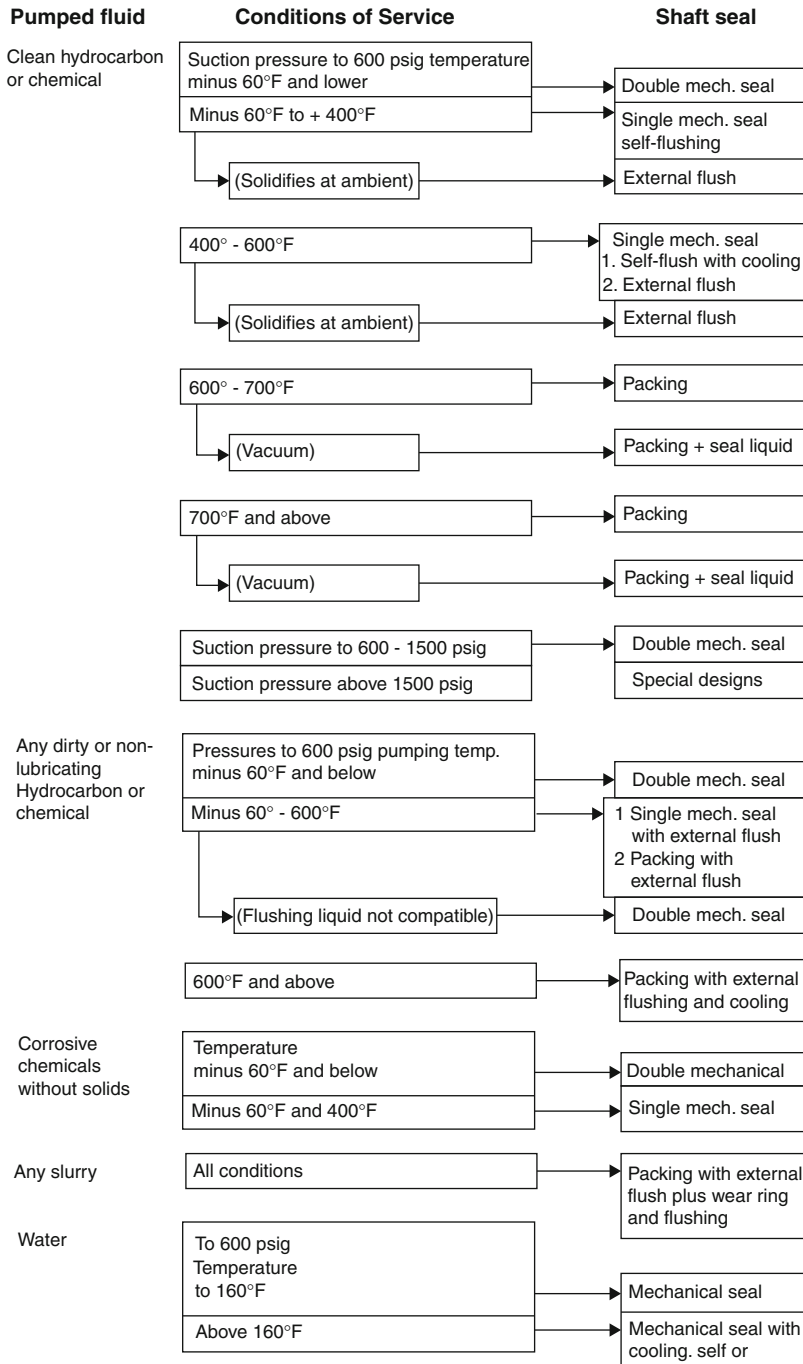 Pumped fluid
Conditions of Service
Shaft seal
Clean hydrocarbon
or chemical
Suction pressure to 600 psig temperature
minus 60°F and lower
Double mech. seal
Minus 60°F to + 400°F
Single mech. seal
self-flushing
(Solidifies at ambient)
External flush
400° - 600°F
Single mech. seal
1. Self-flush with cooling
2. External flush
(Solidifies at ambient)
External flush
600° - 700°F
Packing
(Vacuum)
Packing + seal liquid
700°F and above
Packing
(Vacuum)
Packing + seal liquid
Suction pressure to 600 - 1500 psig
Double mech. seal
Suction pressure above 1500 psig
Special designs
Any dirty or non-
lubricating
Hydrocarbon or
chemical
Pressures to 600 psig pumping temp.
minus 60°F and below
Double mech. seal
Minus 60° - 600°F
1 Single mech. seal
with external flush
2 Packing with
external flush
(Flushing liquid not compatible)
Double mech. seal
600°F and above
Packing with external
flushing and cooling
Corrosive
chemicals
without solids
Temperature
minus 60°F and below
Double mechanical
Minus 60°F and 400°F
Single mech. seal
Any slurry
All conditions
Packing with external
flush plus wear ring
and flushing
Water
To 600 psig
Temperature
to 160°F
Mechanical seal
Above 160°F
Mechanical seal with
cooling. self or